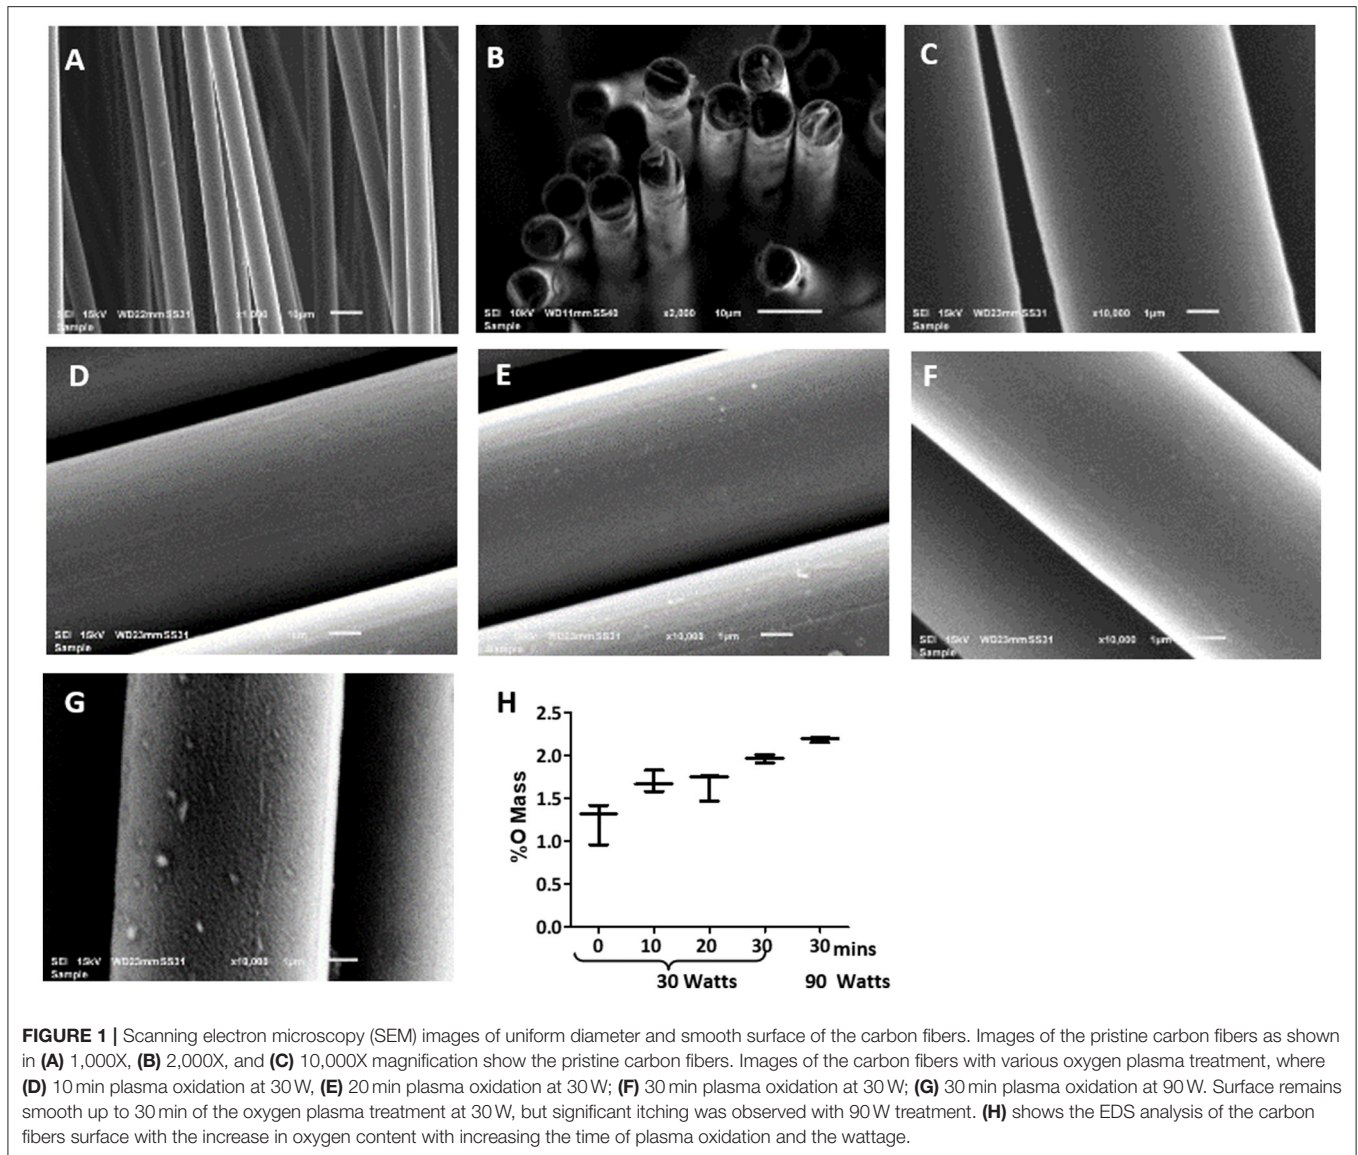 A
SEI 15kV WD22mmSS31 x1,000 10µm
Sample
B
SEI 10kV WD11mmSS40 x2,000 10µm
Sample
C
SEI 15kV WD23mmSS31 x10,000 1µm
Sample
D
SEI 15kV WD23mmSS31 1µm
Sample
E
SEI 15kV WD23mmSS31 x10,000 1µm
Sample
F
SEI 15kV WD23mmSS31 x10,000 1µm
Sample
G
SEI 15kV WD23mmSS31 x10,000 1µm
Sample
H
%O Mass
2.5
2.0
1.5
1.0
0.5
0.0
0 10 20 30 30 mins
30 Watts 90 Watts
FIGURE 1 | Scanning electron microscopy (SEM) images of uniform diameter and smooth surface of the carbon fibers. Images of the pristine carbon fibers as shown
in (A) 1,000X, (B) 2,000X, and (C) 10,000X magnification show the pristine carbon fibers. Images of the carbon fibers with various oxygen plasma treatment, where
(D) 10 min plasma oxidation at 30 W, (E) 20 min plasma oxidation at 30 W; (F) 30 min plasma oxidation at 30 W; (G) 30 min plasma oxidation at 90 W. Surface remains
smooth up to 30 min of the oxygen plasma treatment at 30 W, but significant itching was observed with 90 W treatment. (H) shows the EDS analysis of the carbon
fibers surface with the increase in oxygen content with increasing the time of plasma oxidation and the wattage.